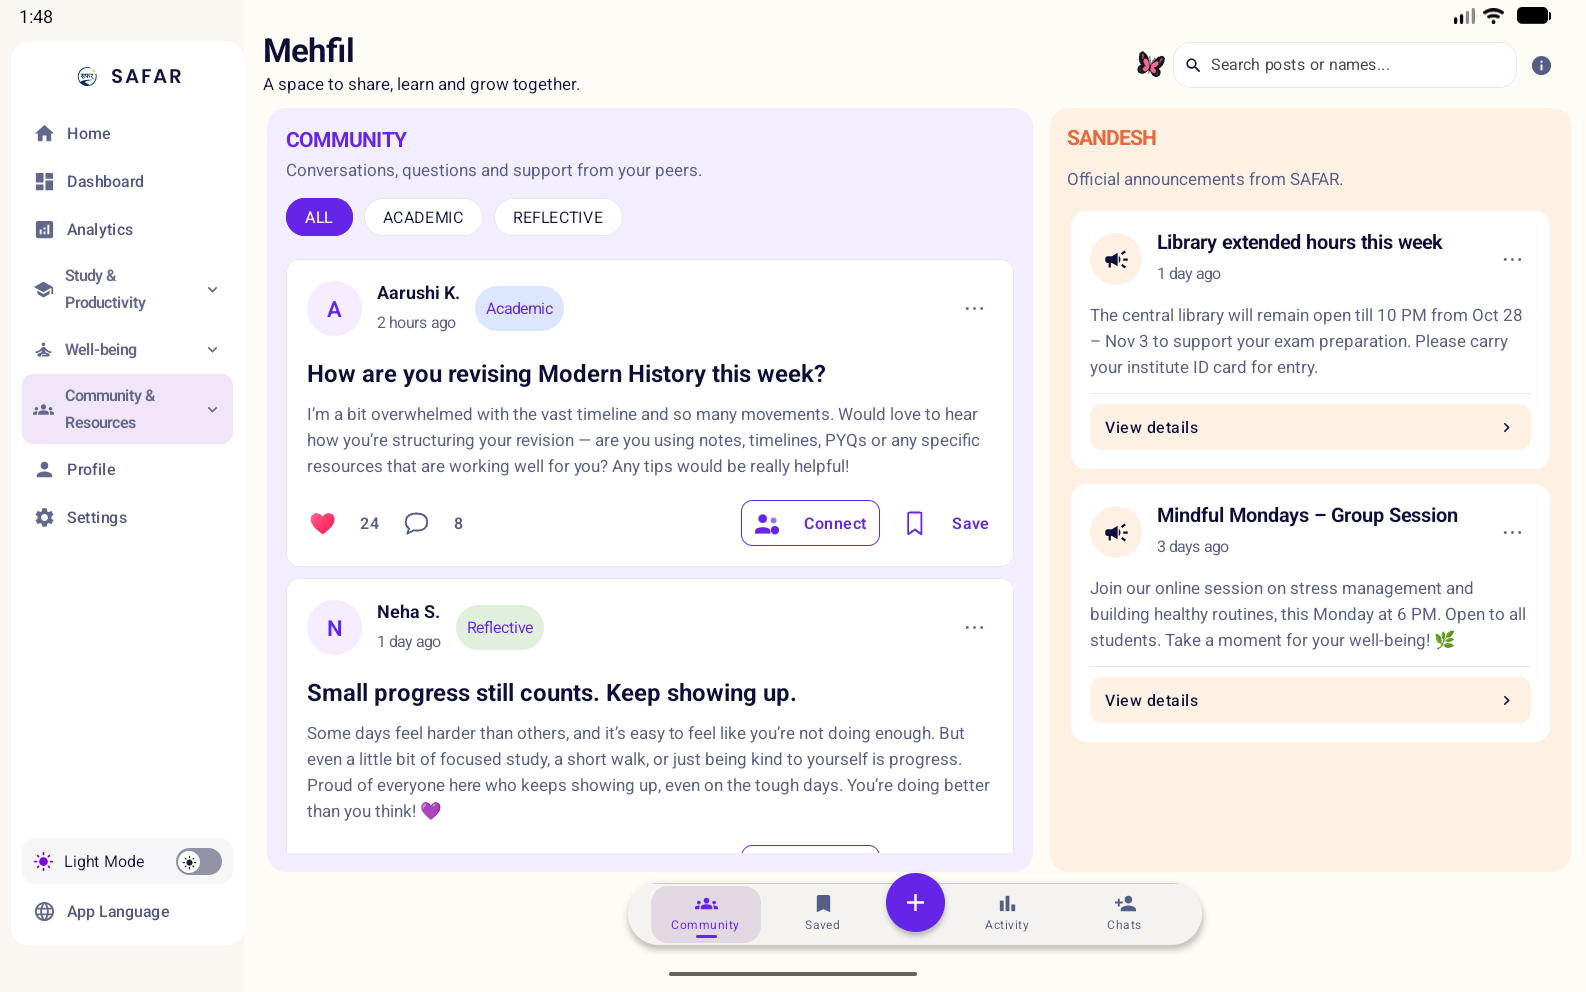 1:48
सफर
SAFAR
Home
Dashboard
Analytics
Study &
Productivity
Well-being
Community &
Resources
Profile
Settings
Light Mode
App Language
Mehfil
A space to share, learn and grow together.
Search posts or names...
COMMUNITY
Conversations, questions and support from your peers.
ALL
ACADEMIC
REFLECTIVE
A
Aarushi K.
2 hours ago
Academic
How are you revising Modern History this week?
I’m a bit overwhelmed with the vast timeline and so many movements. Would love to hear
how you’re structuring your revision — are you using notes, timelines, PYQs or any specific
resources that are working well for you? Any tips would be really helpful!
24
8
Connect
Save
N
Neha S.
1 day ago
Reflective
Small progress still counts. Keep showing up.
Some days feel harder than others, and it’s easy to feel like you’re not doing enough. But
even a little bit of focused study, a short walk, or just being kind to yourself is progress.
Proud of everyone here who keeps showing up, even on the tough days. You’re doing better
than you think! 💜
SANDESH
Official announcements from SAFAR.
Library extended hours this week
1 day ago
The central library will remain open till 10 PM from Oct 28
– Nov 3 to support your exam preparation. Please carry
your institute ID card for entry.
View details
Mindful Mondays – Group Session
3 days ago
Join our online session on stress management and
building healthy routines, this Monday at 6 PM. Open to all
students. Take a moment for your well-being! 🌿
View details
Community
Saved
Activity
Chats